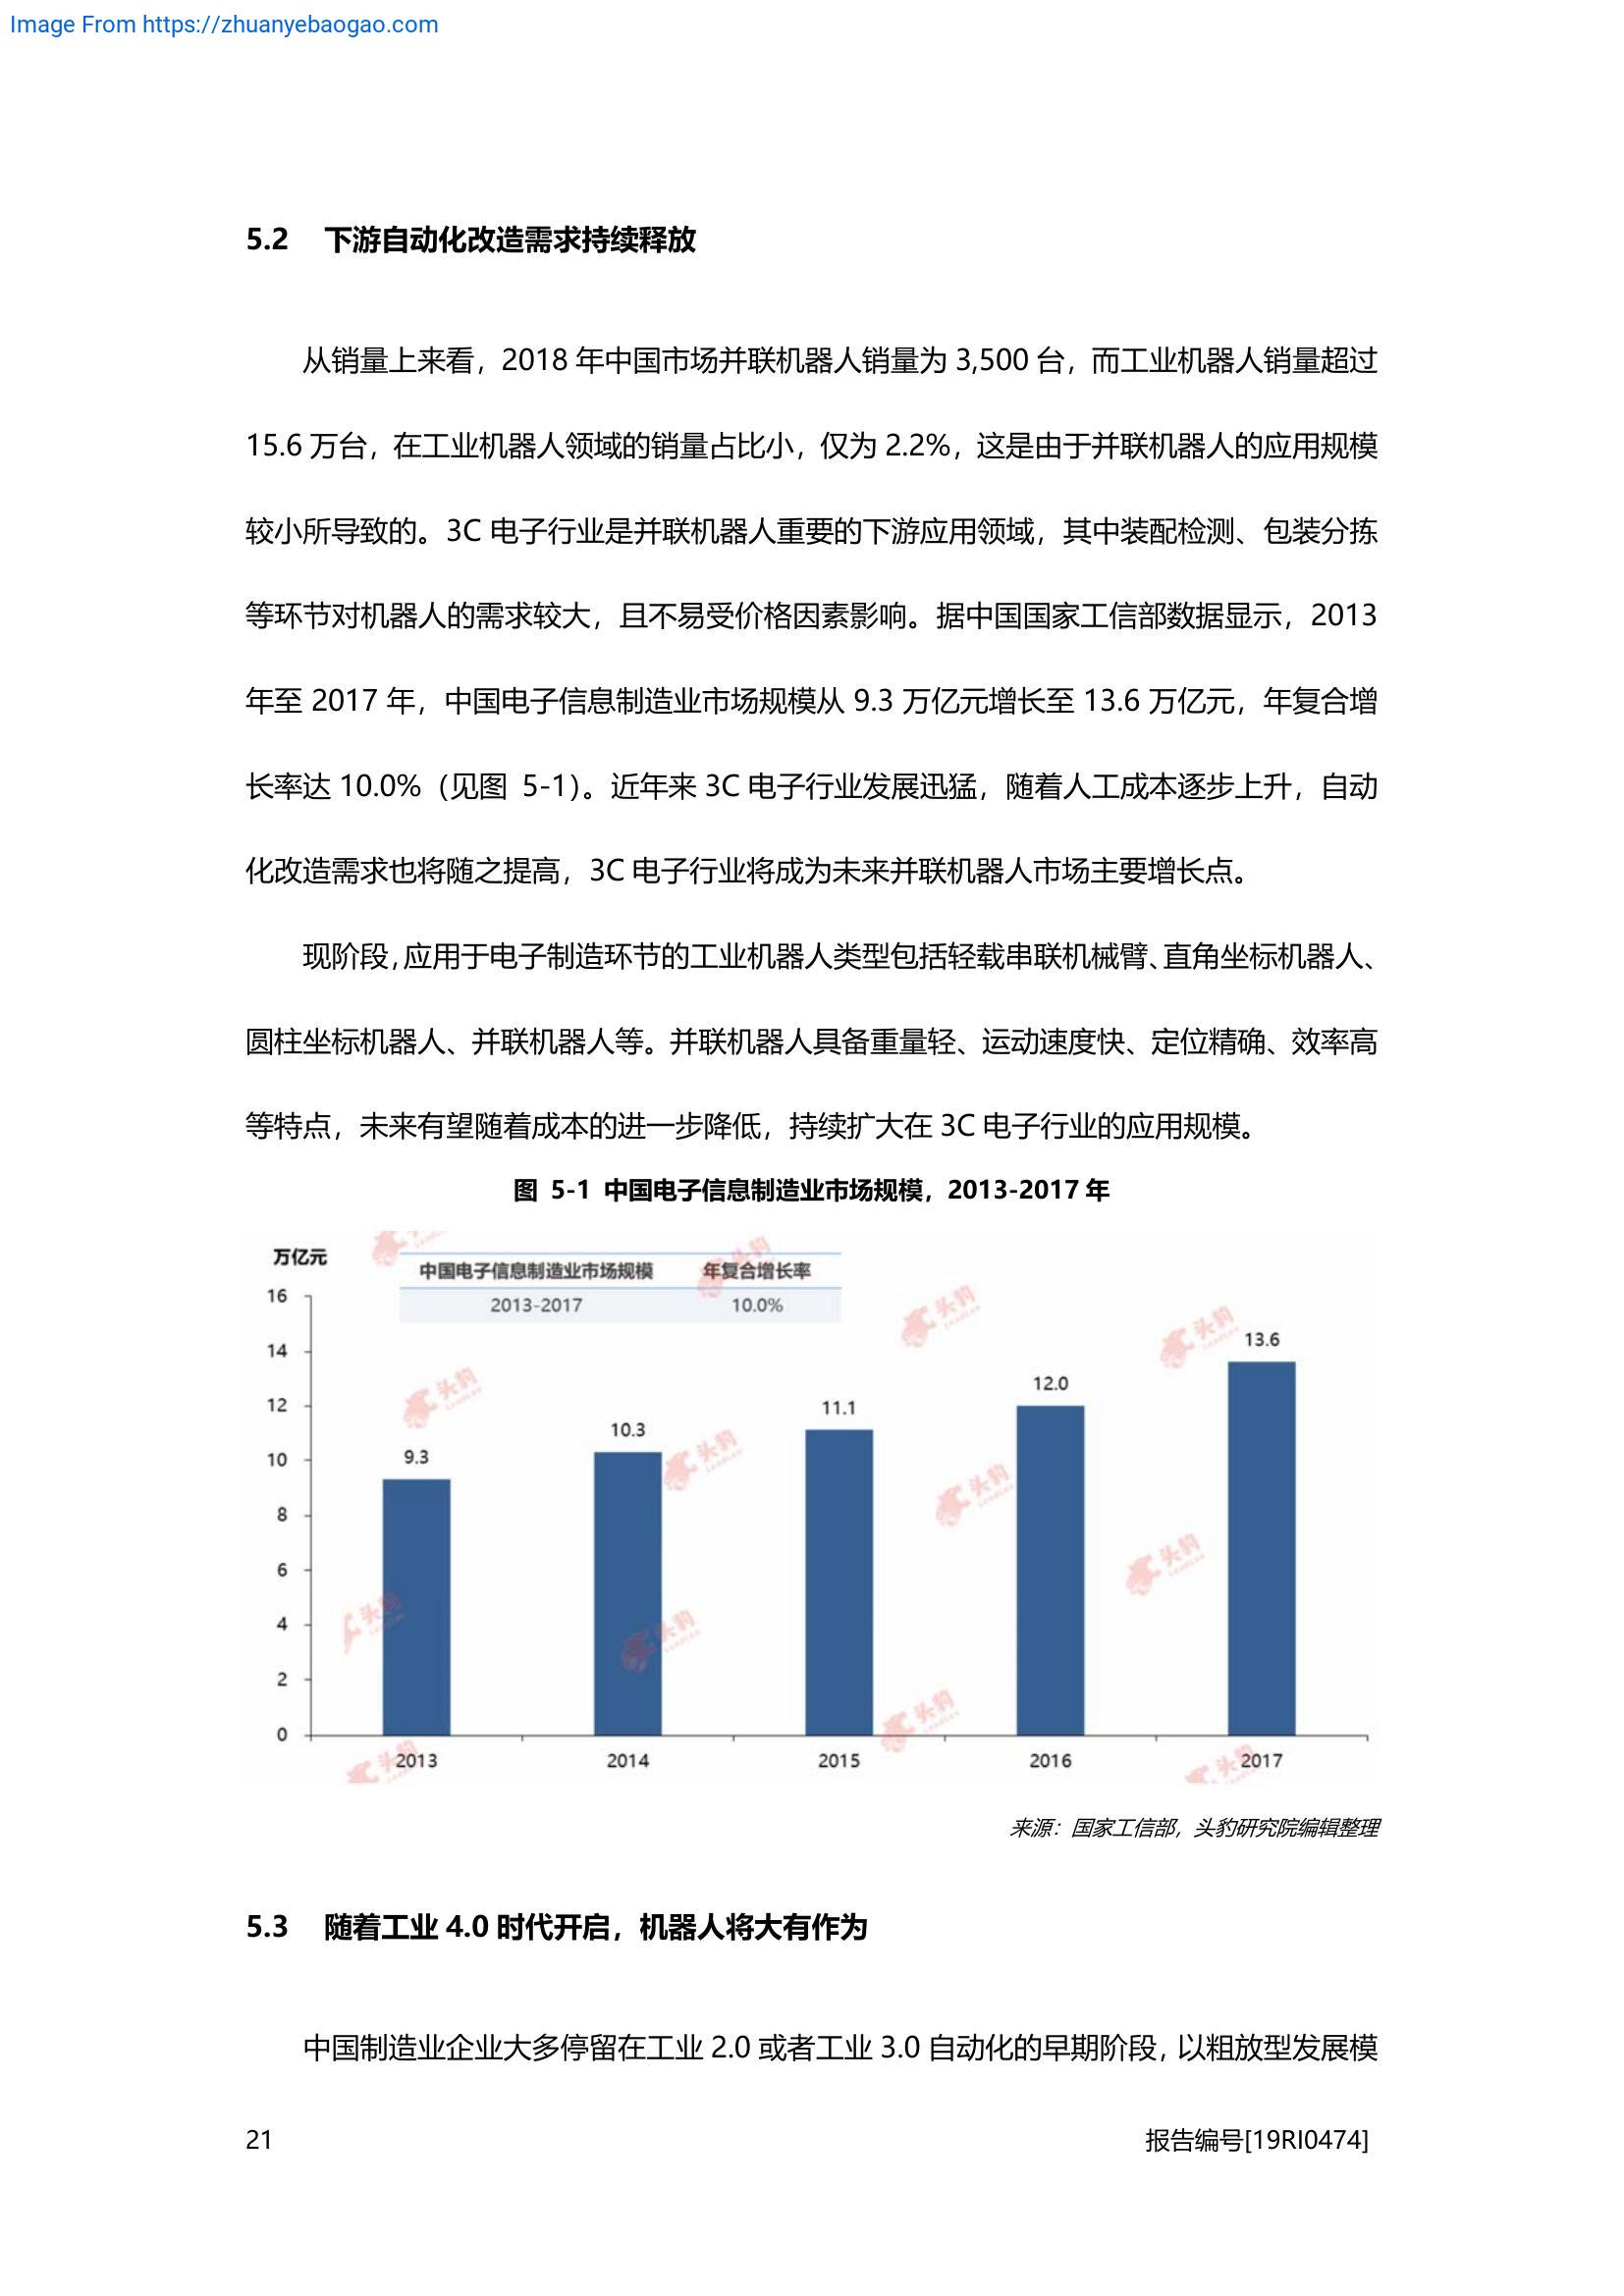 Image From https://zhuanyebaogao.com
5.2 下游自动化改造需求持续释放
从销量上来看，2018 年中国市场并联机器人销量为 3,500 台，而工业机器人销量超过
15.6 万台，在工业机器人领域的销量占比小，仅为 2.2%，这是由于并联机器人的应用规模
较小所导致的。3C 电子行业是并联机器人重要的下游应用领域，其中装配检测、包装分拣
等环节对机器人的需求较大，且不易受价格因素影响。据中国国家工信部数据显示，2013
年至 2017 年，中国电子信息制造业市场规模从 9.3 万亿元增长至 13.6 万亿元，年复合增
长率达 10.0%（见图 5-1）。近年来 3C 电子行业发展迅猛，随着人工成本逐步上升，自动
化改造需求也将随之提高，3C 电子行业将成为未来并联机器人市场主要增长点。
现阶段，应用于电子制造环节的工业机器人类型包括轻载串联机械臂、直角坐标机器人、
圆柱坐标机器人、并联机器人等。并联机器人具备重量轻、运动速度快、定位精确、效率高
等特点，未来有望随着成本的进一步降低，持续扩大在 3C 电子行业的应用规模。
图 5-1 中国电子信息制造业市场规模，2013-2017 年
万亿元
中国电子信息制造业市场规模 年复合增长率
2013-2017 10.0%
16
14
12
10
8
6
4
2
0
9.3
10.3
11.1
12.0
13.6
2013 2014 2015 2016 2017
头豹
来源：国家工信部，头豹研究院编辑整理
5.3 随着工业 4.0 时代开启，机器人将大有作为
中国制造业企业大多停留在工业 2.0 或者工业 3.0 自动化的早期阶段，以粗放型发展模
21 报告编号[19RI0474]